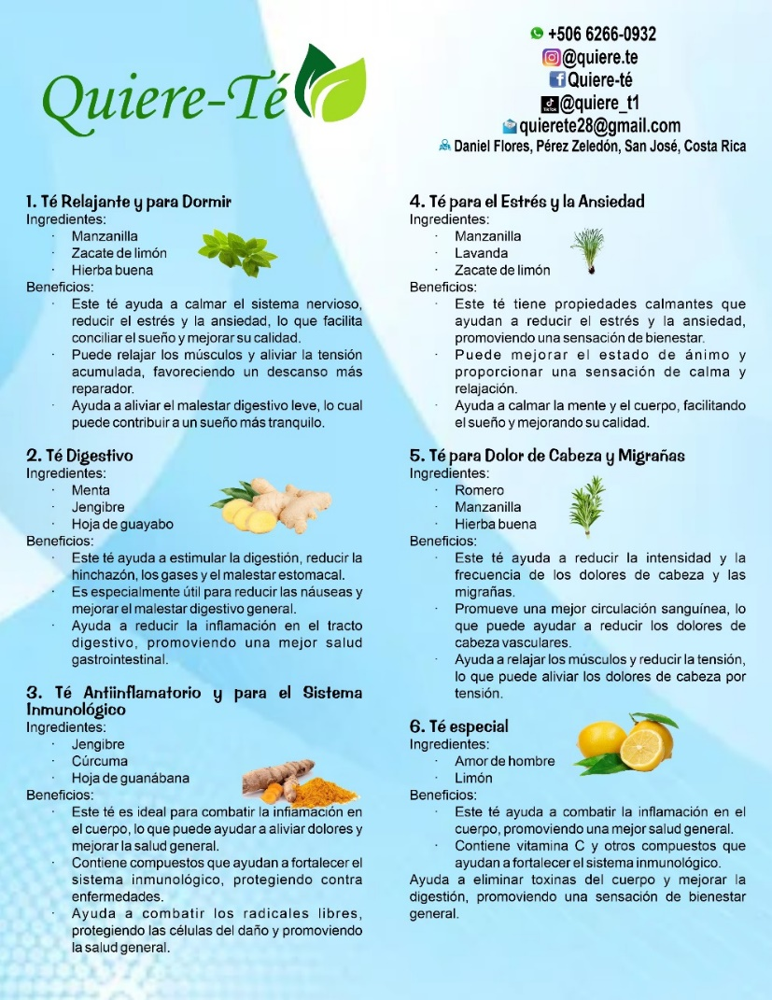 Quiere-Té
+506 6266-0932
@quiere.te
Quiere-té
TikTok
@quiere_t1
quierete28@gmail.com
Daniel Flores, Pérez Zeledón, San José, Costa Rica
1. Té Relajante y para Dormir
Ingredientes:
· Manzanilla
· Zacate de limón
· Hierba buena
Beneficios:
· Este té ayuda a calmar el sistema nervioso,
reducir el estrés y la ansiedad, lo que facilita
conciliar el sueño y mejorar su calidad.
· Puede relajar los músculos y aliviar la tensión
acumulada, favoreciendo un descanso más
reparador.
· Ayuda a aliviar el malestar digestivo leve, lo cual
puede contribuir a un sueño más tranquilo.
2. Té Digestivo
Ingredientes:
· Menta
· Jengibre
· Hoja de guayabo
Beneficios:
· Este té ayuda a estimular la digestión, reducir la
hinchazón, los gases y el malestar estomacal.
· Es especialmente útil para reducir las náuseas y
mejorar el malestar digestivo general.
· Ayuda a reducir la inflamación en el tracto
digestivo, promoviendo una mejor salud
gastrointestinal.
3. Té Antiinflamatorio y para el Sistema
Inmunológico
Ingredientes:
· Jengibre
· Cúrcuma
· Hoja de guanábana
Beneficios:
· Este té es ideal para combatir la inflamación en
el cuerpo, lo que puede ayudar a aliviar dolores y
mejorar la salud general.
· Contiene compuestos que ayudan a fortalecer el
sistema inmunológico, protegiendo contra
enfermedades.
· Ayuda a combatir los radicales libres,
protegiendo las células del daño y promoviendo
la salud general.
4. Té para el Estrés y la Ansiedad
Ingredientes:
· Manzanilla
· Lavanda
· Zacate de limón
Beneficios:
· Este té tiene propiedades calmantes que
ayudan a reducir el estrés y la ansiedad,
promoviendo una sensación de bienestar.
· Puede mejorar el estado de ánimo y
proporcionar una sensación de calma y
relajación.
· Ayuda a calmar la mente y el cuerpo, facilitando
el sueño y mejorando su calidad.
5. Té para Dolor de Cabeza y Migrañas
Ingredientes:
· Romero
· Manzanilla
· Hierba buena
Beneficios:
· Este té ayuda a reducir la intensidad y la
frecuencia de los dolores de cabeza y las
migrañas.
· Promueve una mejor circulación sanguínea, lo
que puede ayudar a reducir los dolores de
cabeza vasculares.
· Ayuda a relajar los músculos y reducir la tensión,
lo que puede aliviar los dolores de cabeza por
tensión.
6. Té especial
Ingredientes:
· Amor de hombre
· Limón
Beneficios:
· Este té ayuda a combatir la inflamación en el
cuerpo, promoviendo una mejor salud general.
· Contiene vitamina C y otros compuestos que
ayudan a fortalecer el sistema inmunológico.
Ayuda a eliminar toxinas del cuerpo y mejorar la
digestión, promoviendo una sensación de bienestar
general.